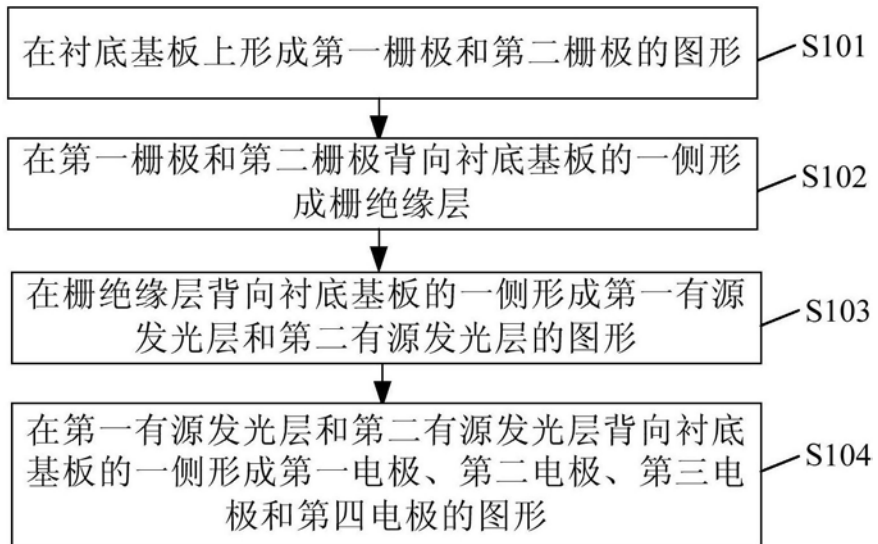 在衬底基板上形成第一栅极和第二栅极的图形
S101
在第一栅极和第二栅极背向衬底基板的一侧形
成栅绝缘层
S102
在栅绝缘层背向衬底基板的一侧形成第一有源
发光层和第二有源发光层的图形
S103
在第一有源发光层和第二有源发光层背向衬底
基板的一侧形成第一电极、第二电极、第三电
极和第四电极的图形
S104